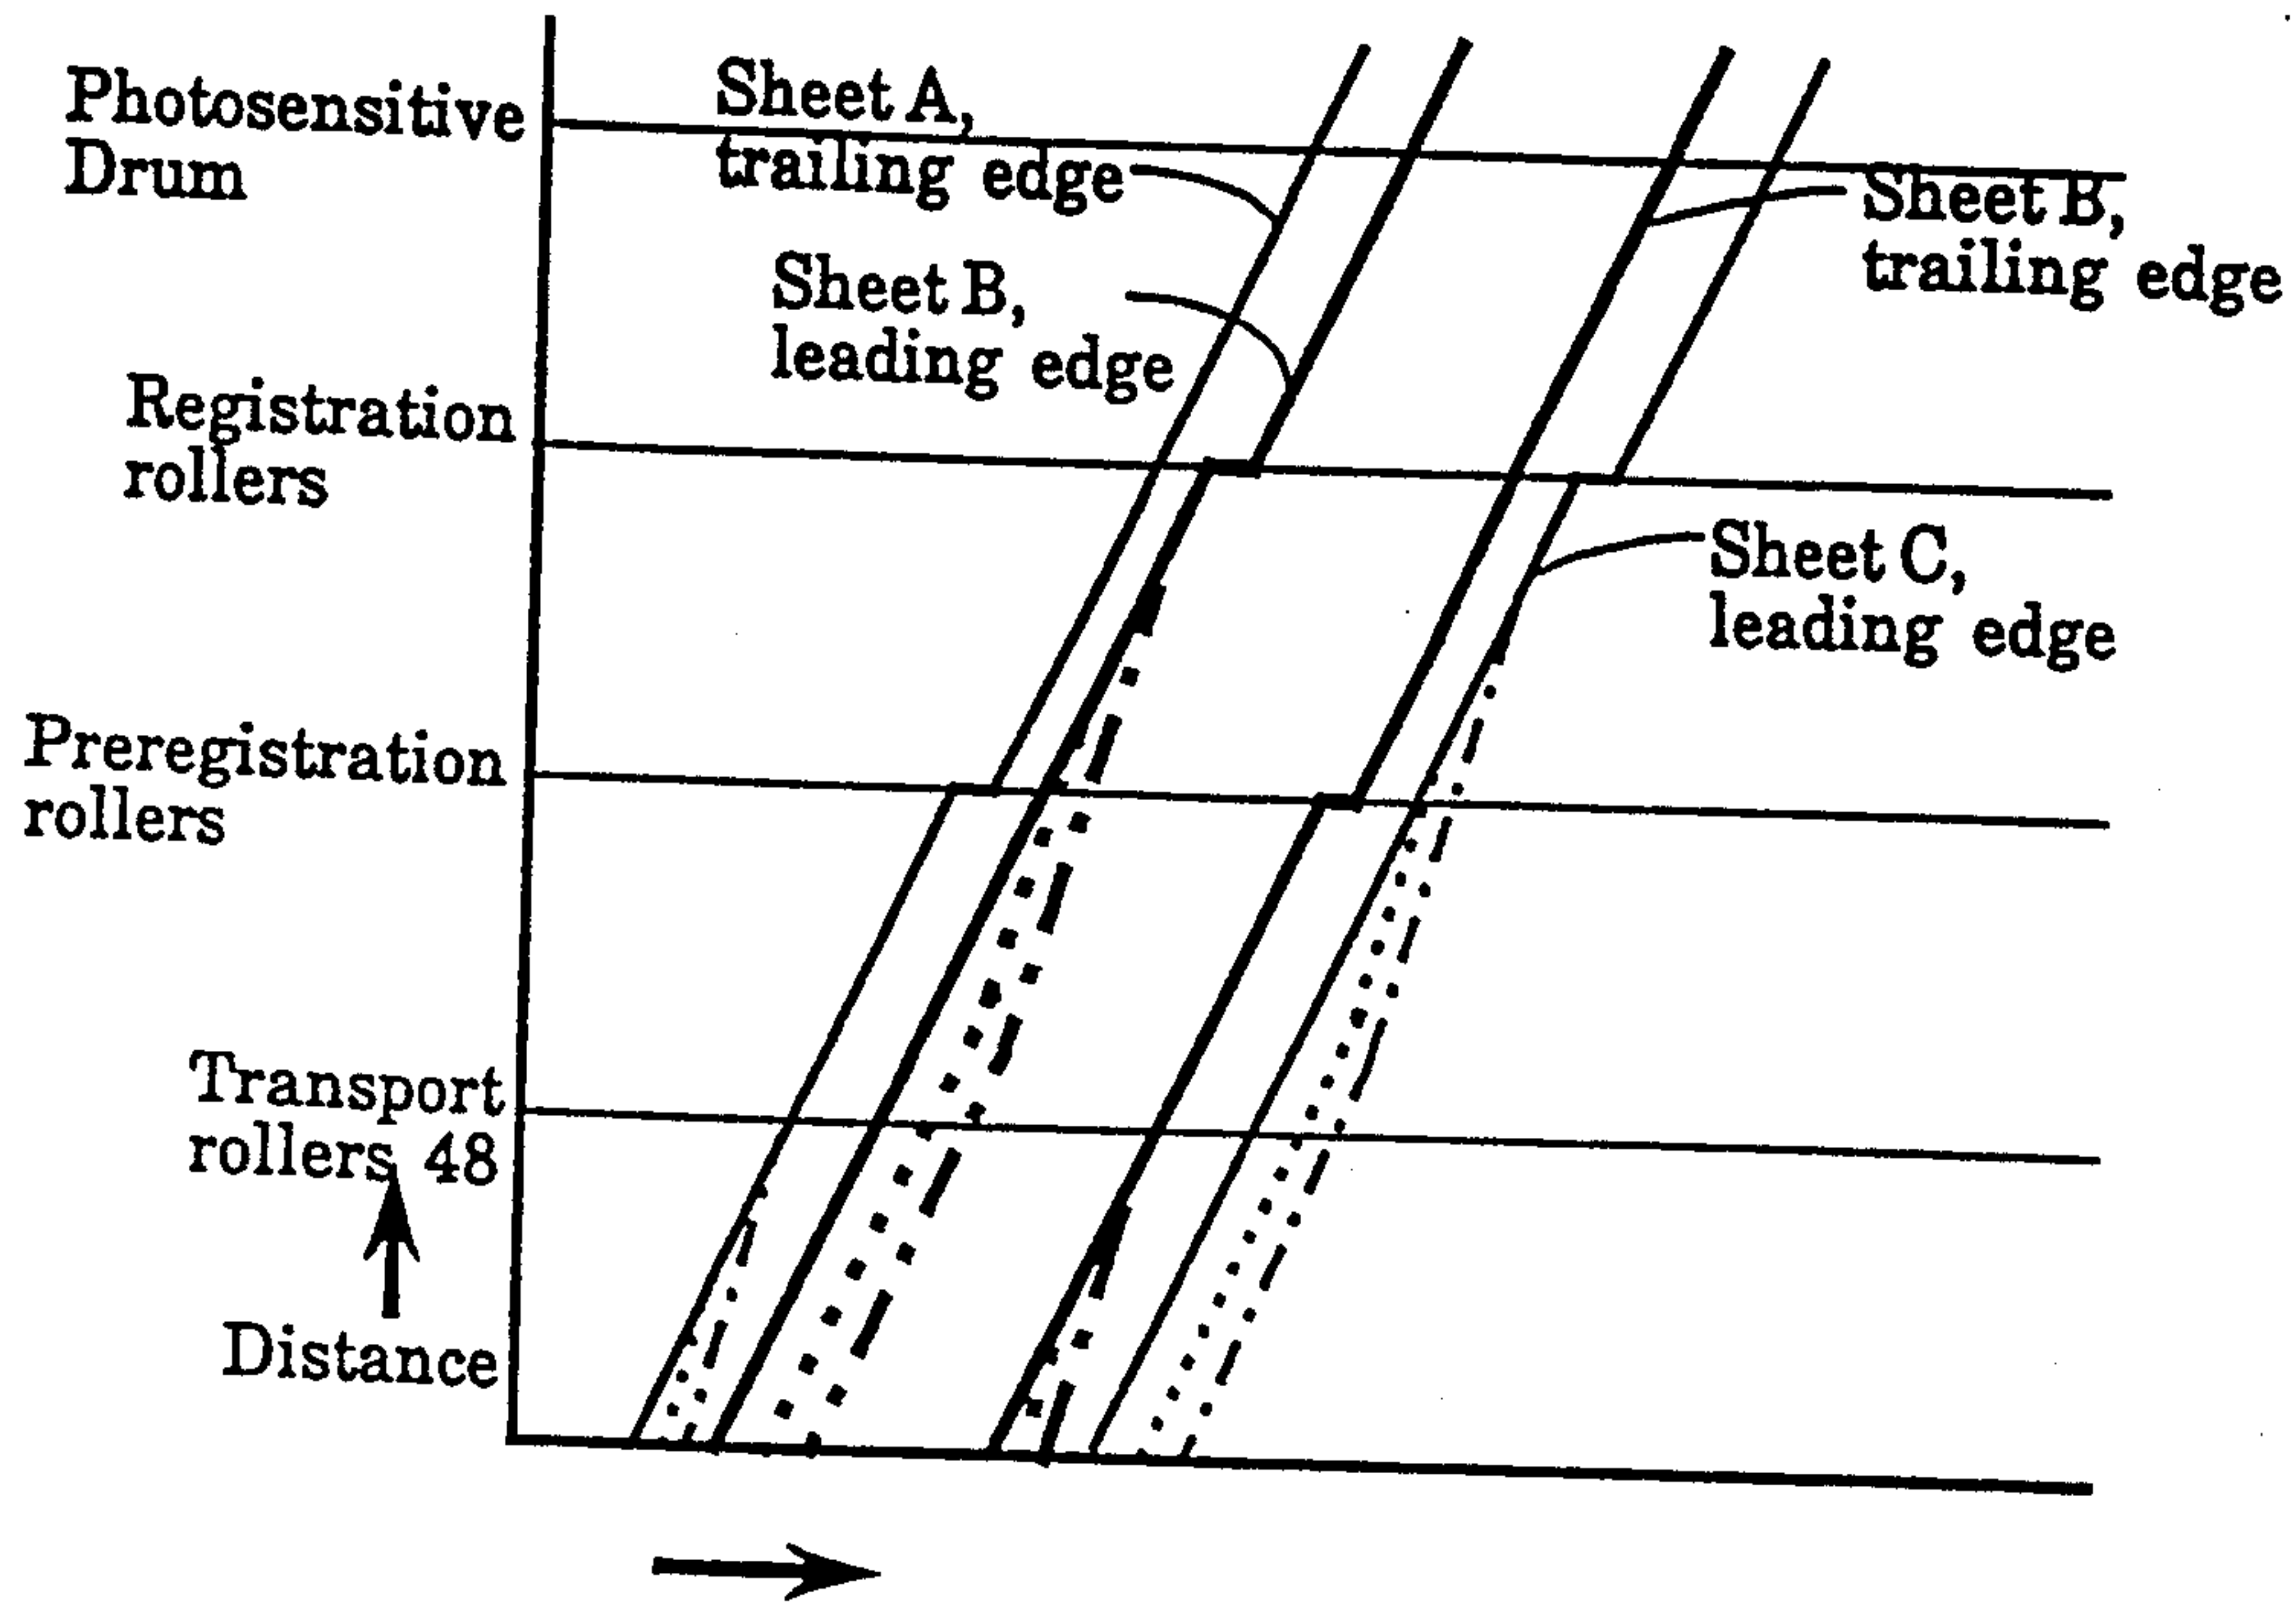 Photosensitive
Drum
Sheet A,
trailing edge
Sheet B,
trailing edge
Sheet B,
leading edge
Registration
rollers
Sheet C,
leading edge
Preregistration
rollers
Transport
rollers 48
Distance